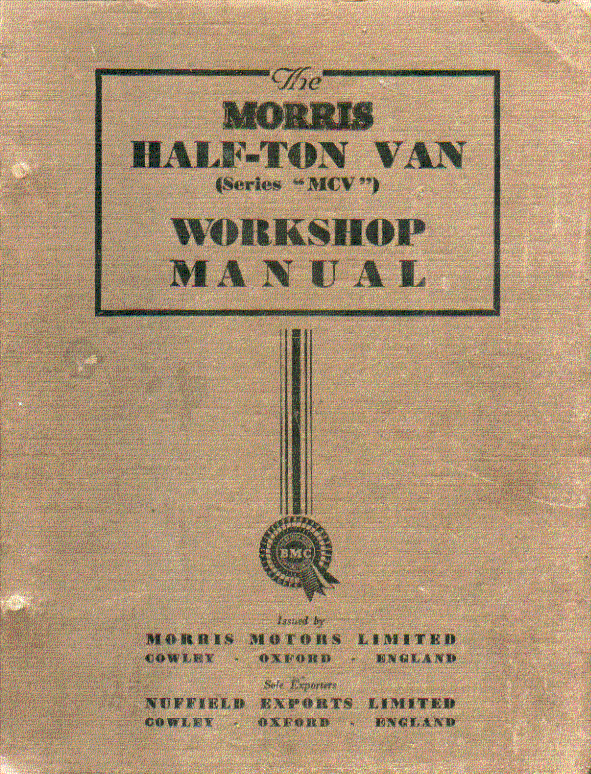 The
MORRIS
HALF-TON VAN
(Series "MCV")
WORKSHOP
MANUAL
BMC
Issued by
MORRIS MOTORS LIMITED
COWLEY - OXFORD - ENGLAND
Sole Exporters
NUFFIELD EXPORTS LIMITED
COWLEY - OXFORD - ENGLAND